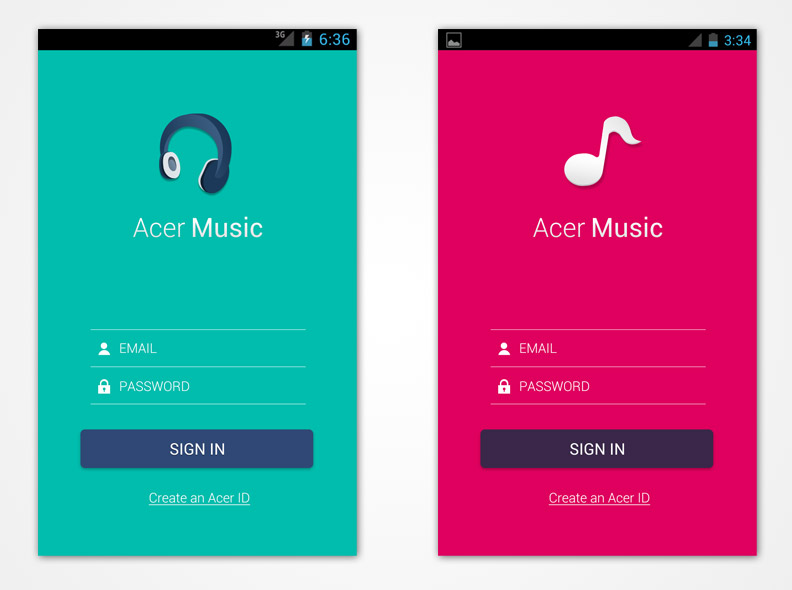 3G 6:36
Acer Music
EMAIL
PASSWORD
SIGN IN
Create an Acer ID
3:34
Acer Music
EMAIL
PASSWORD
SIGN IN
Create an Acer ID